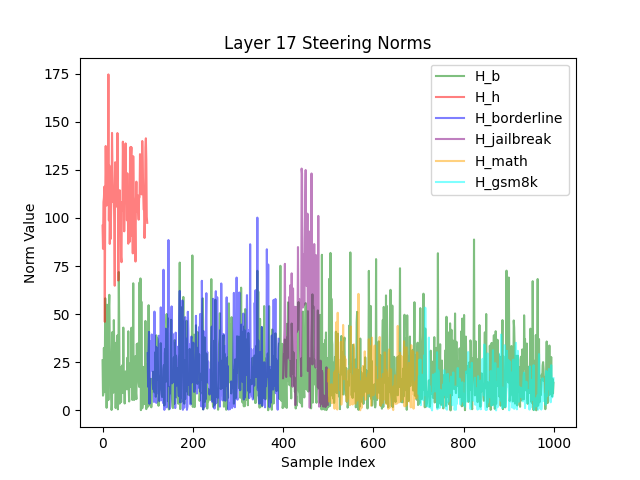 Layer 17 Steering Norms
Norm Value
175
150
125
100
75
50
25
0
H_b
H_h
H_borderline
H_jailbreak
H_math
H_gsm8k
0
200
400
600
800
1000
Sample Index